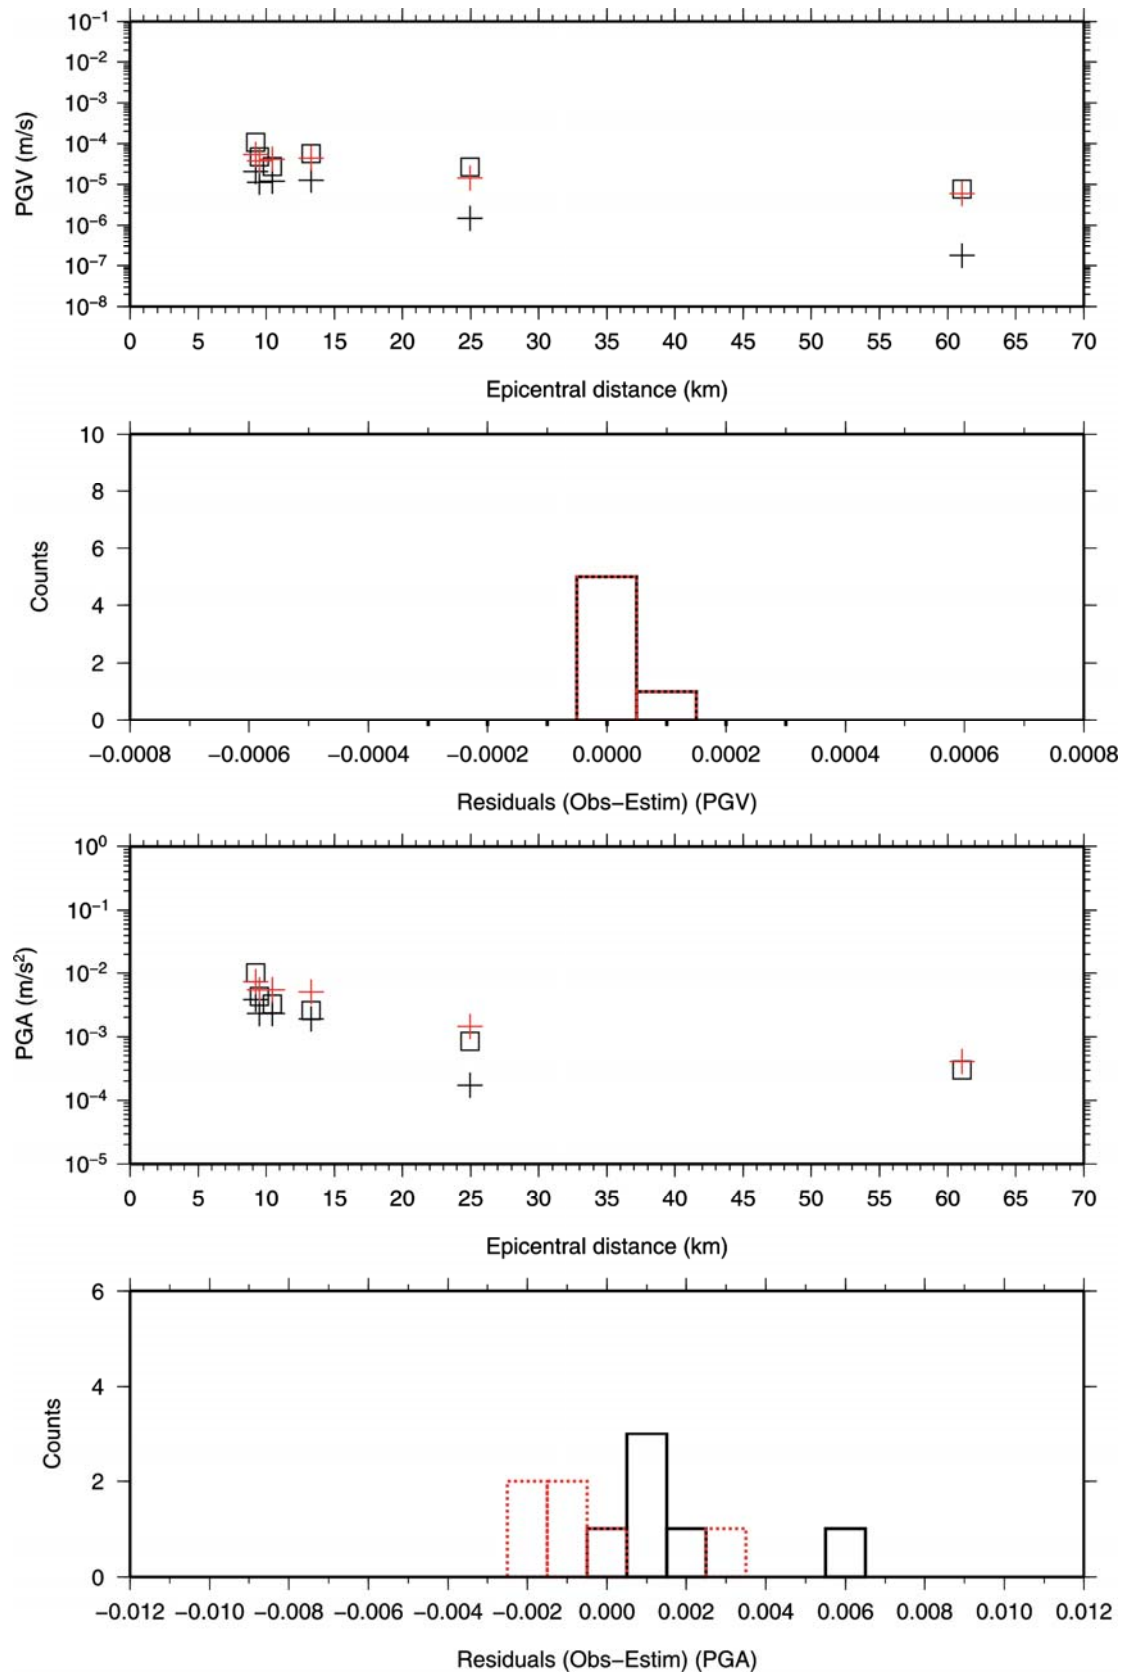 10⁻¹
10⁻²
10⁻³
10⁻⁴
10⁻⁵
10⁻⁶
10⁻⁷
10⁻⁸
PGV (m/s)
0 5 10 15 20 25 30 35 40 45 50 55 60 65 70
Epicentral distance (km)
10
8
6
4
2
0
Counts
−0.0008 −0.0006 −0.0004 −0.0002 0.0000 0.0002 0.0004 0.0006 0.0008
Residuals (Obs−Estim) (PGV)
10⁰
10⁻¹
10⁻²
10⁻³
10⁻⁴
10⁻⁵
PGA (m/s²)
0 5 10 15 20 25 30 35 40 45 50 55 60 65 70
Epicentral distance (km)
6
4
2
0
Counts
−0.012 −0.010 −0.008 −0.006 −0.004 −0.002 0.000 0.002 0.004 0.006 0.008 0.010 0.012
Residuals (Obs−Estim) (PGA)